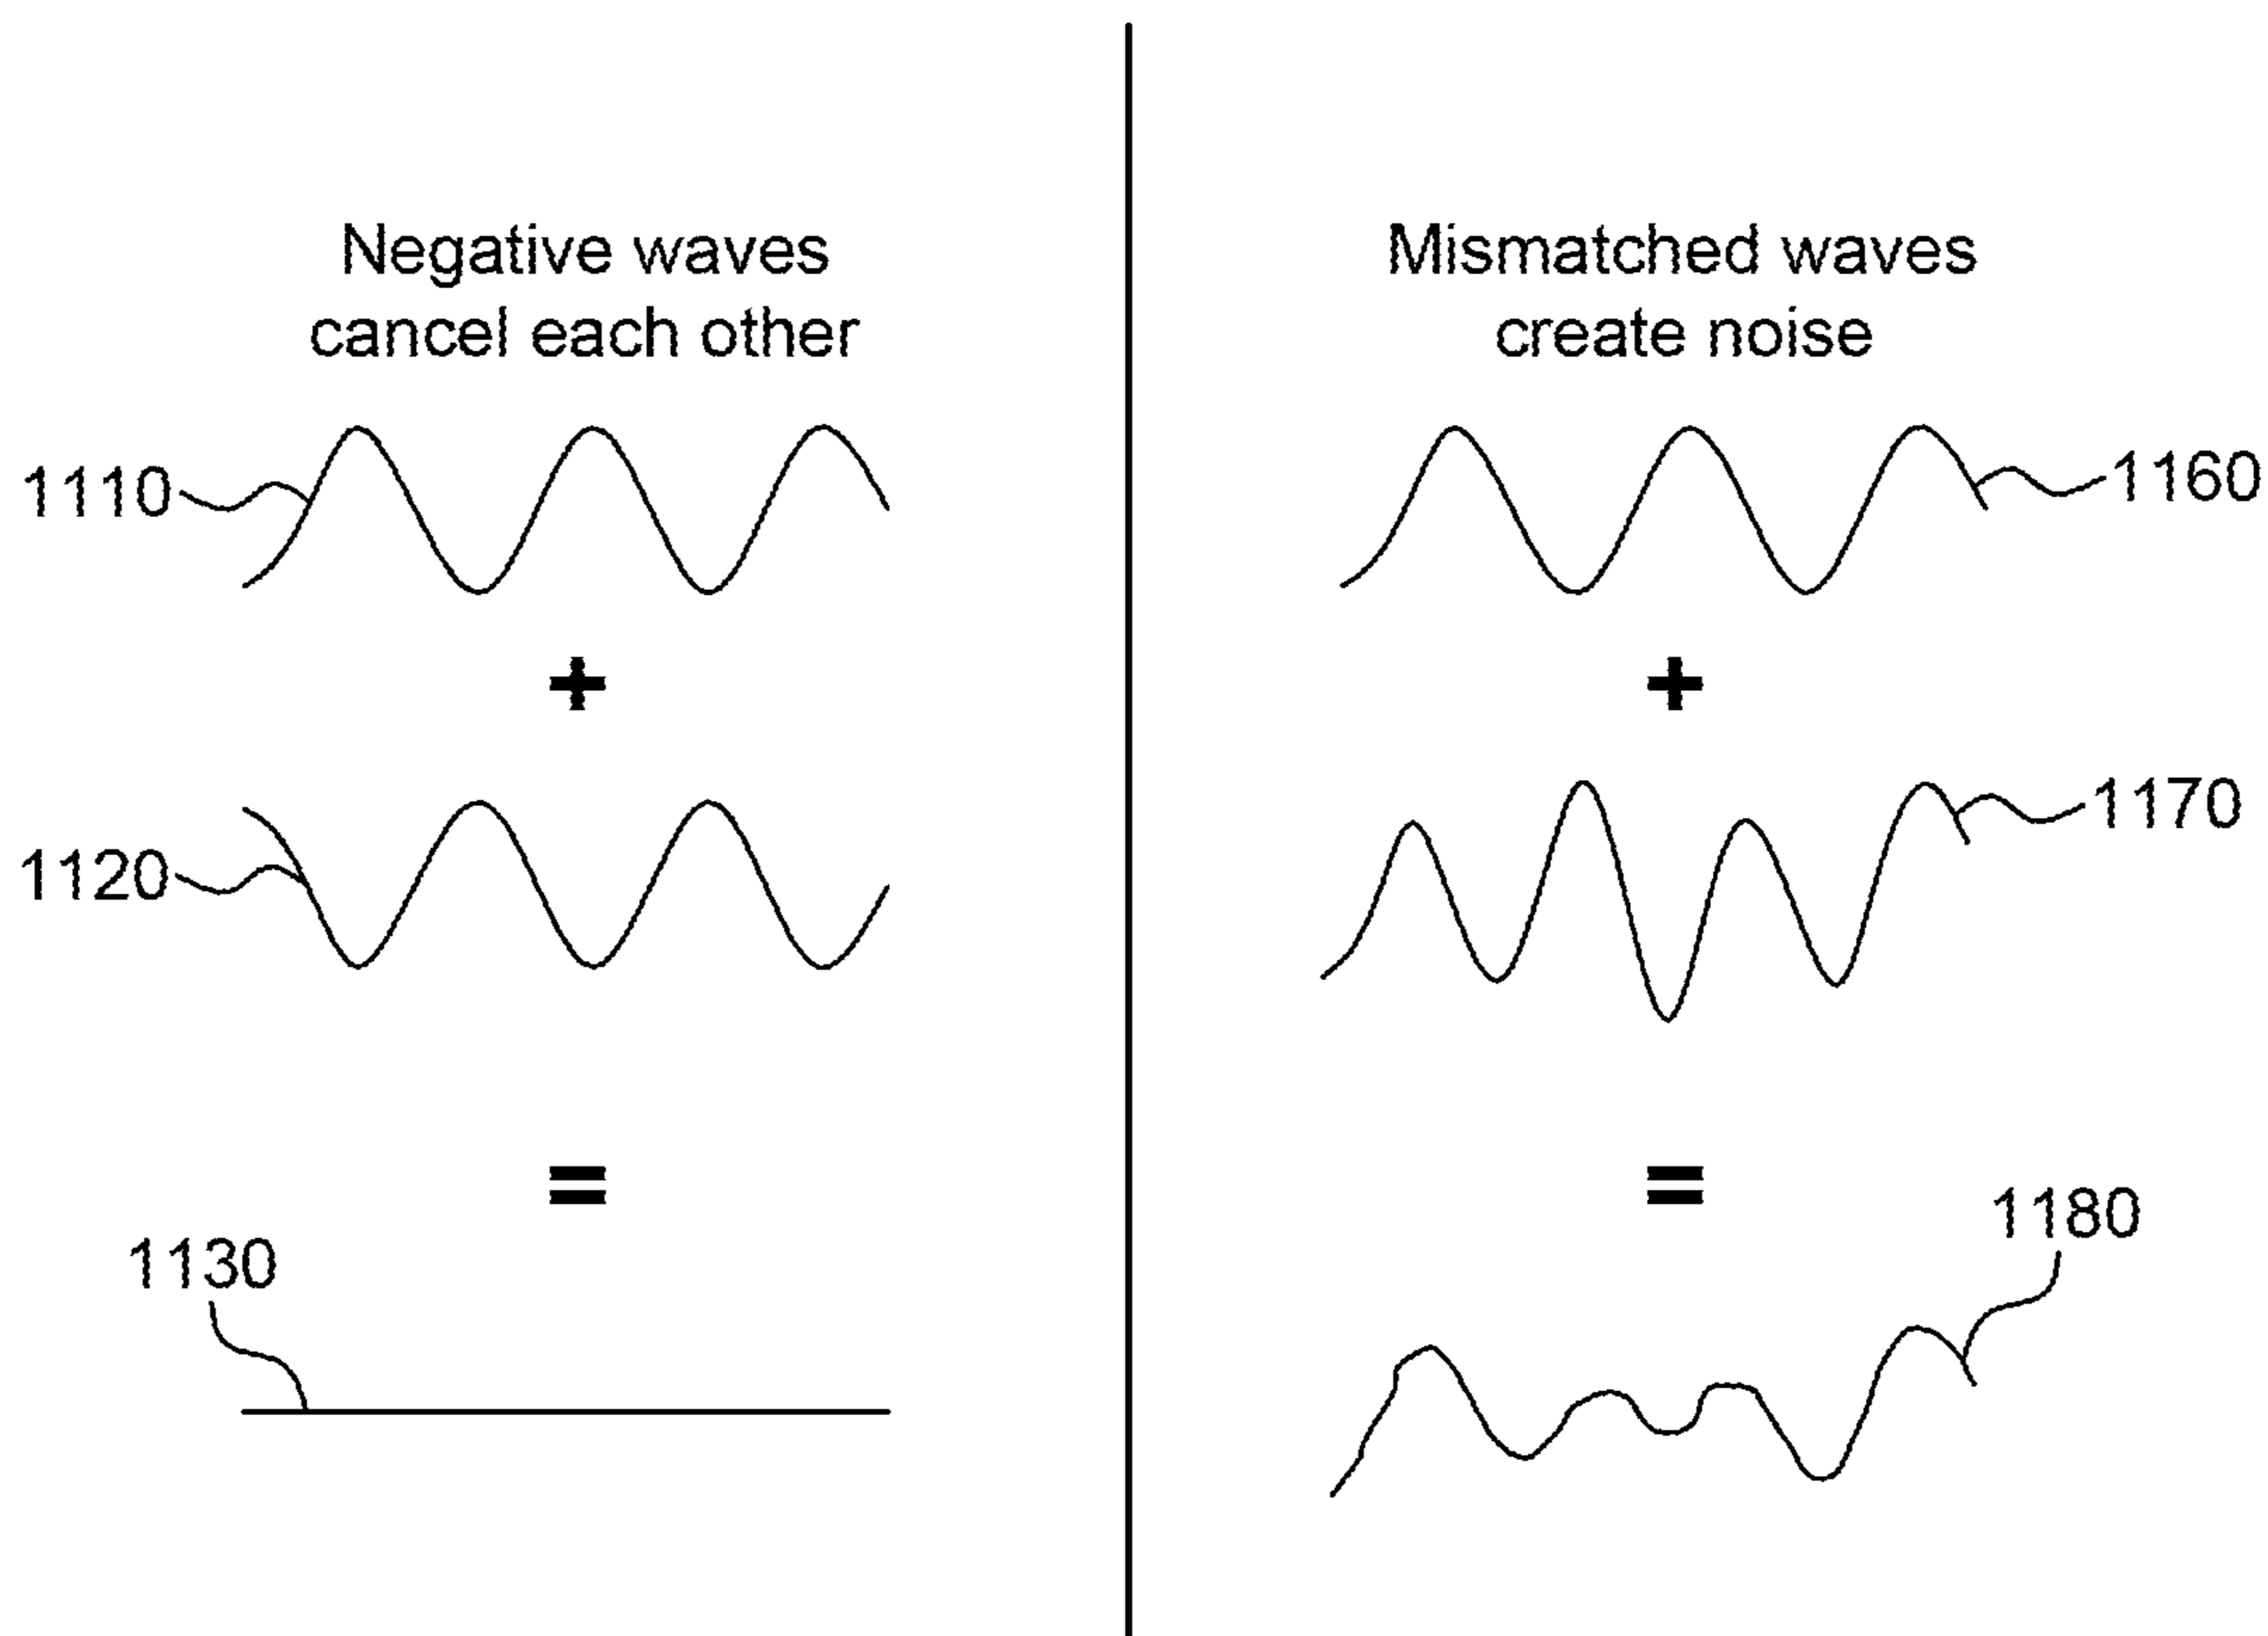 Negative waves
cancel each other
1110
+
1120
=
1130
Mismatched waves
create noise
1160
+
1170
=
1180